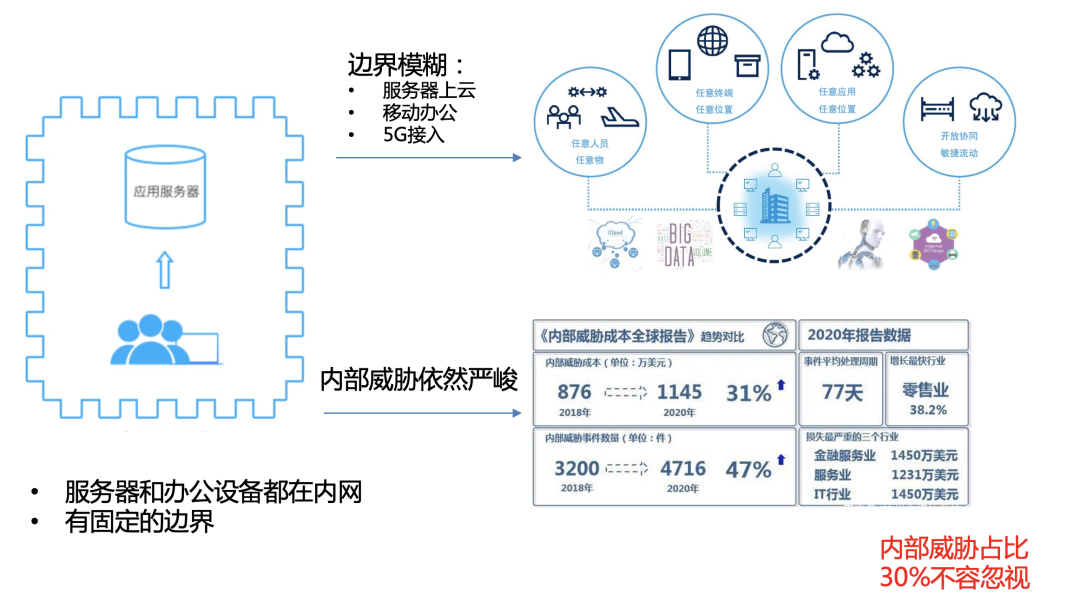 边界模糊：
• 服务器上云
• 移动办公
• 5G接入
应用服务器
任意人员
任意物
任意终端
任意位置
任意应用
任意位置
开放协同
敏捷流动
Cloud
BIG
DATA
VOLUME
内部威胁依然严峻
《内部威胁成本全球报告》趋势对比
内部威胁成本（单位：万美元）
876 1145 31%
2018年 2020年
内部威胁事件数量（单位：件）
3200 4716 47%
2018年 2020年
2020年报告数据
事件平均处理周期
77天
增长最快行业
零售业
38.2%
损失最严重的三个行业
金融服务业 1450万美元
服务业 1231万美元
IT行业 1450万美元
• 服务器和办公设备都在内网
• 有固定的边界
内部威胁占比
30%不容忽视